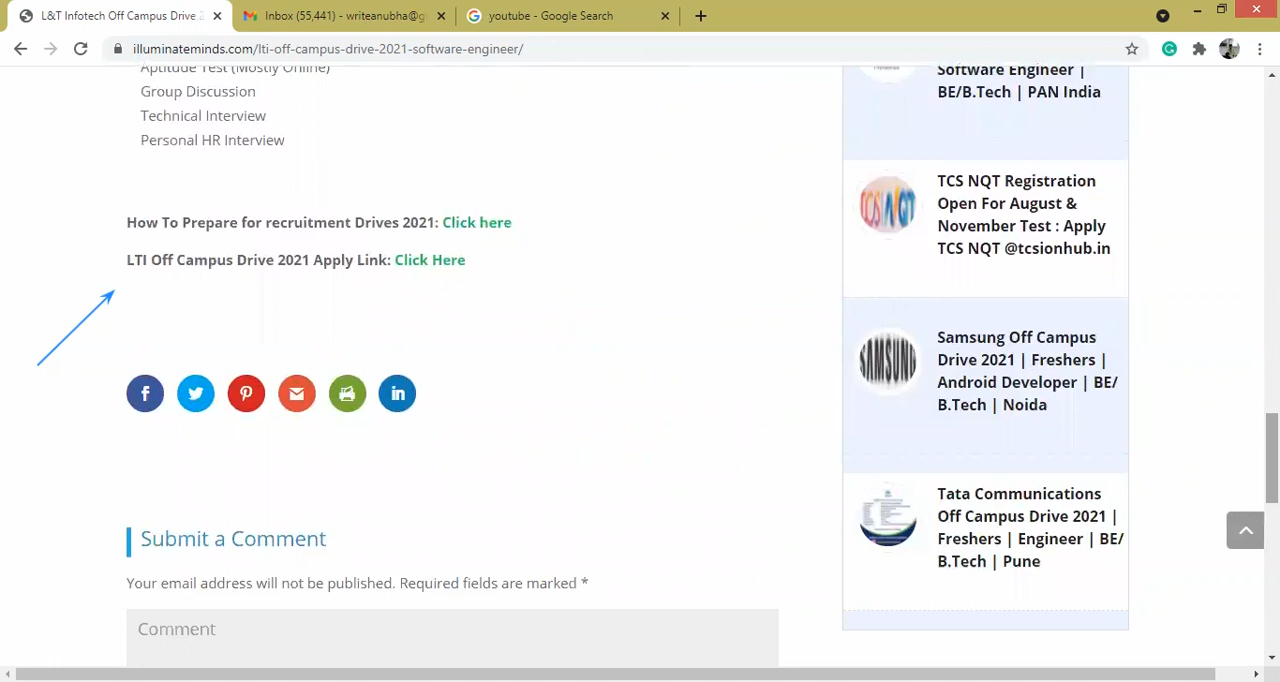 L&T Infotech Off Campus Drive 2
Inbox (55,441) - writeanubha@g
youtube - Google Search
illuminateminds.com/lti-off-campus-drive-2021-software-engineer/
Aptitude Test (Mostly Online)
Group Discussion
Technical Interview
Personal HR Interview
How To Prepare for recruitment Drives 2021: Click here
LTI Off Campus Drive 2021 Apply Link: Click Here
Submit a Comment
Your email address will not be published. Required fields are marked *
Comment
Software Engineer |
BE/B.Tech | PAN India
TCS NQT
TCS NQT Registration
Open For August &
November Test : Apply
TCS NQT @tcsionhub.in
SAMSUNG
Samsung Off Campus
Drive 2021 | Freshers |
Android Developer | BE/
B.Tech | Noida
Tata Communications
Off Campus Drive 2021 |
Freshers | Engineer | BE/
B.Tech | Pune